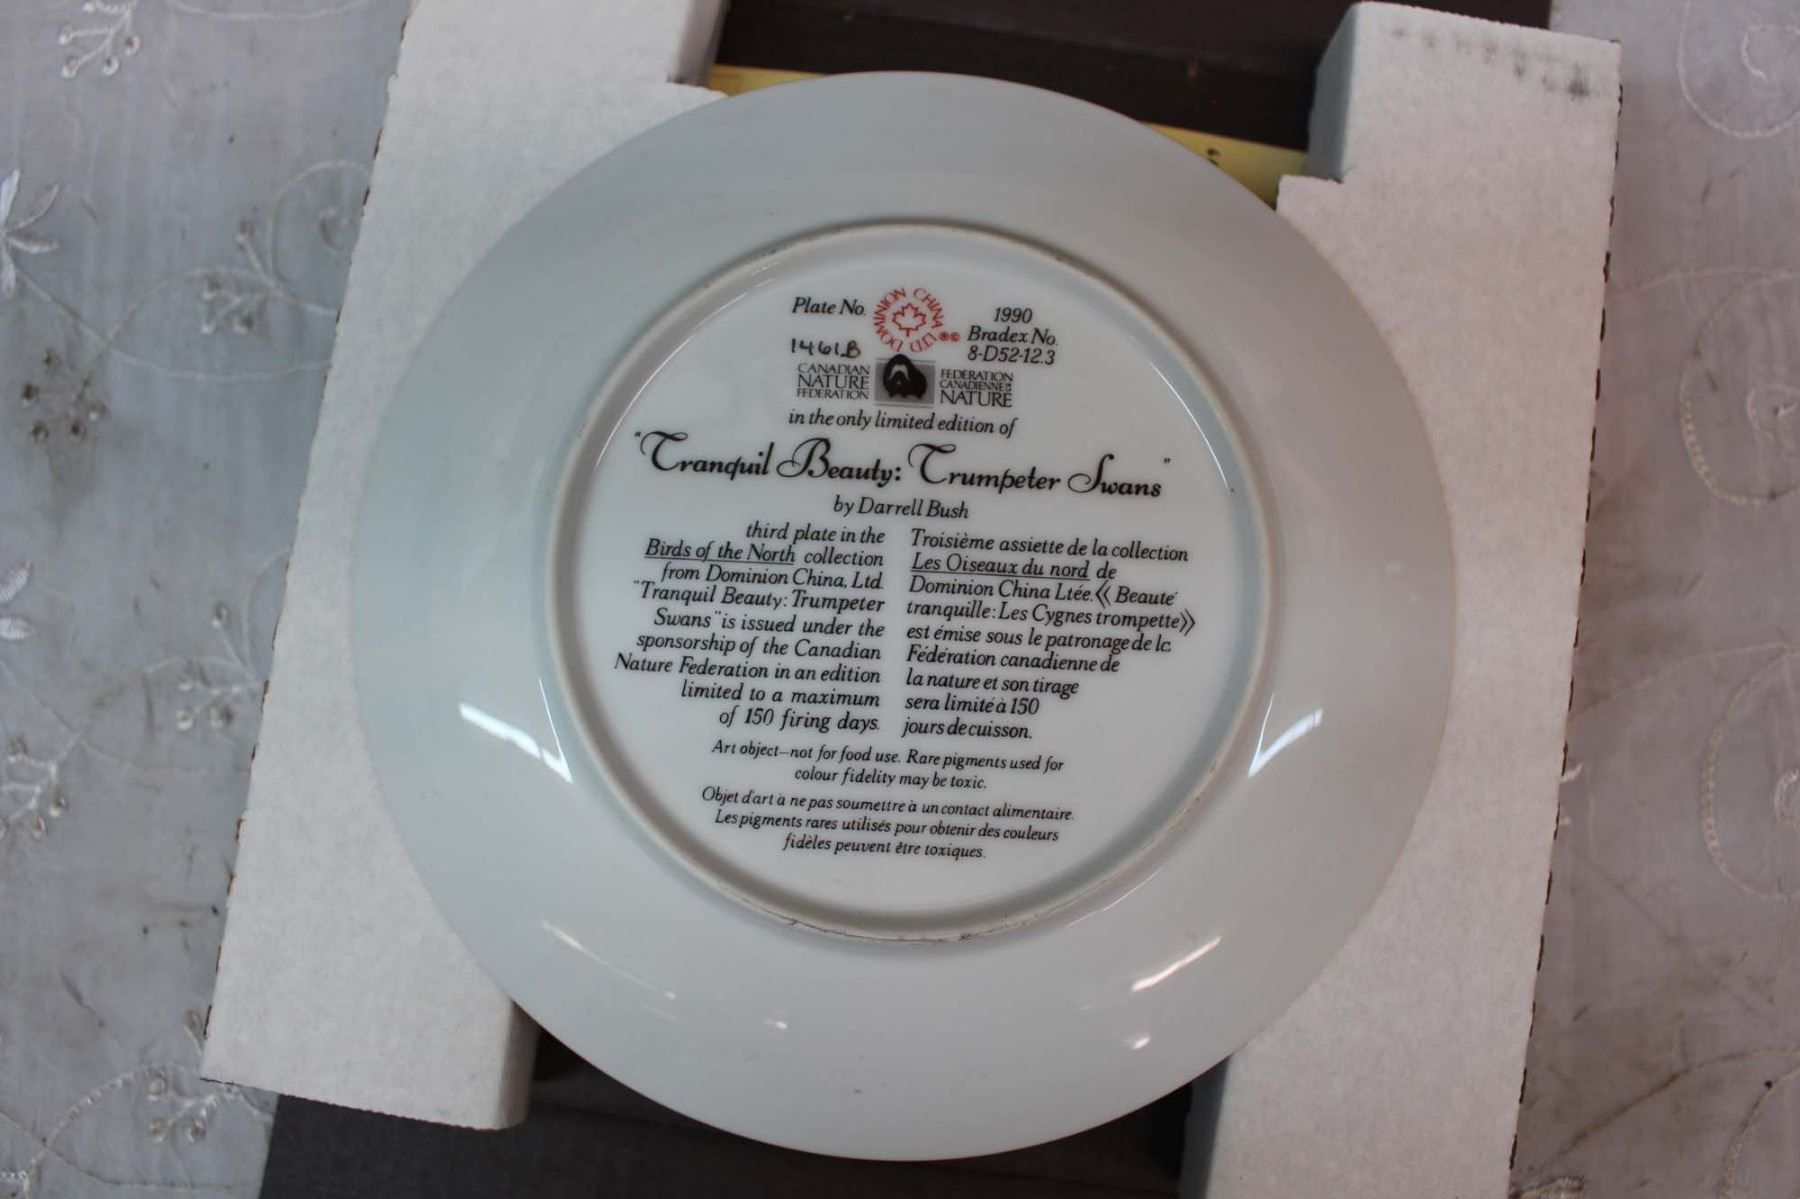 Plate No.
1461B
DOMINION CHINA LTD
1990
Bradex No.
8-D52-12.3
CANADIAN
NATURE
FEDERATION
FEDERATION
CANADIENNE DE LA
NATURE
in the only limited edition of
"Tranquil Beauty: Trumpeter Swans"
by Darrell Bush
third plate in the
Birds of the North collection
from Dominion China, Ltd.
"Tranquil Beauty: Trumpeter
Swans" is issued under the
sponsorship of the Canadian
Nature Federation in an edition
limited to a maximum
of 150 firing days.
Troisième assiette de la collection
Les Oiseaux du nord de
Dominion China Ltée. << Beauté
tranquille: Les Cygnes trompette>>
est émise sous le patronage de la
Fédération canadienne de
la nature et son tirage
sera limité à 150
jours de cuisson.
Art object—not for food use. Rare pigments used for
colour fidelity may be toxic.
Objet d'art à ne pas soumettre à un contact alimentaire.
Les pigments rares utilisés pour obtenir des couleurs
fidèles peuvent être toxiques.